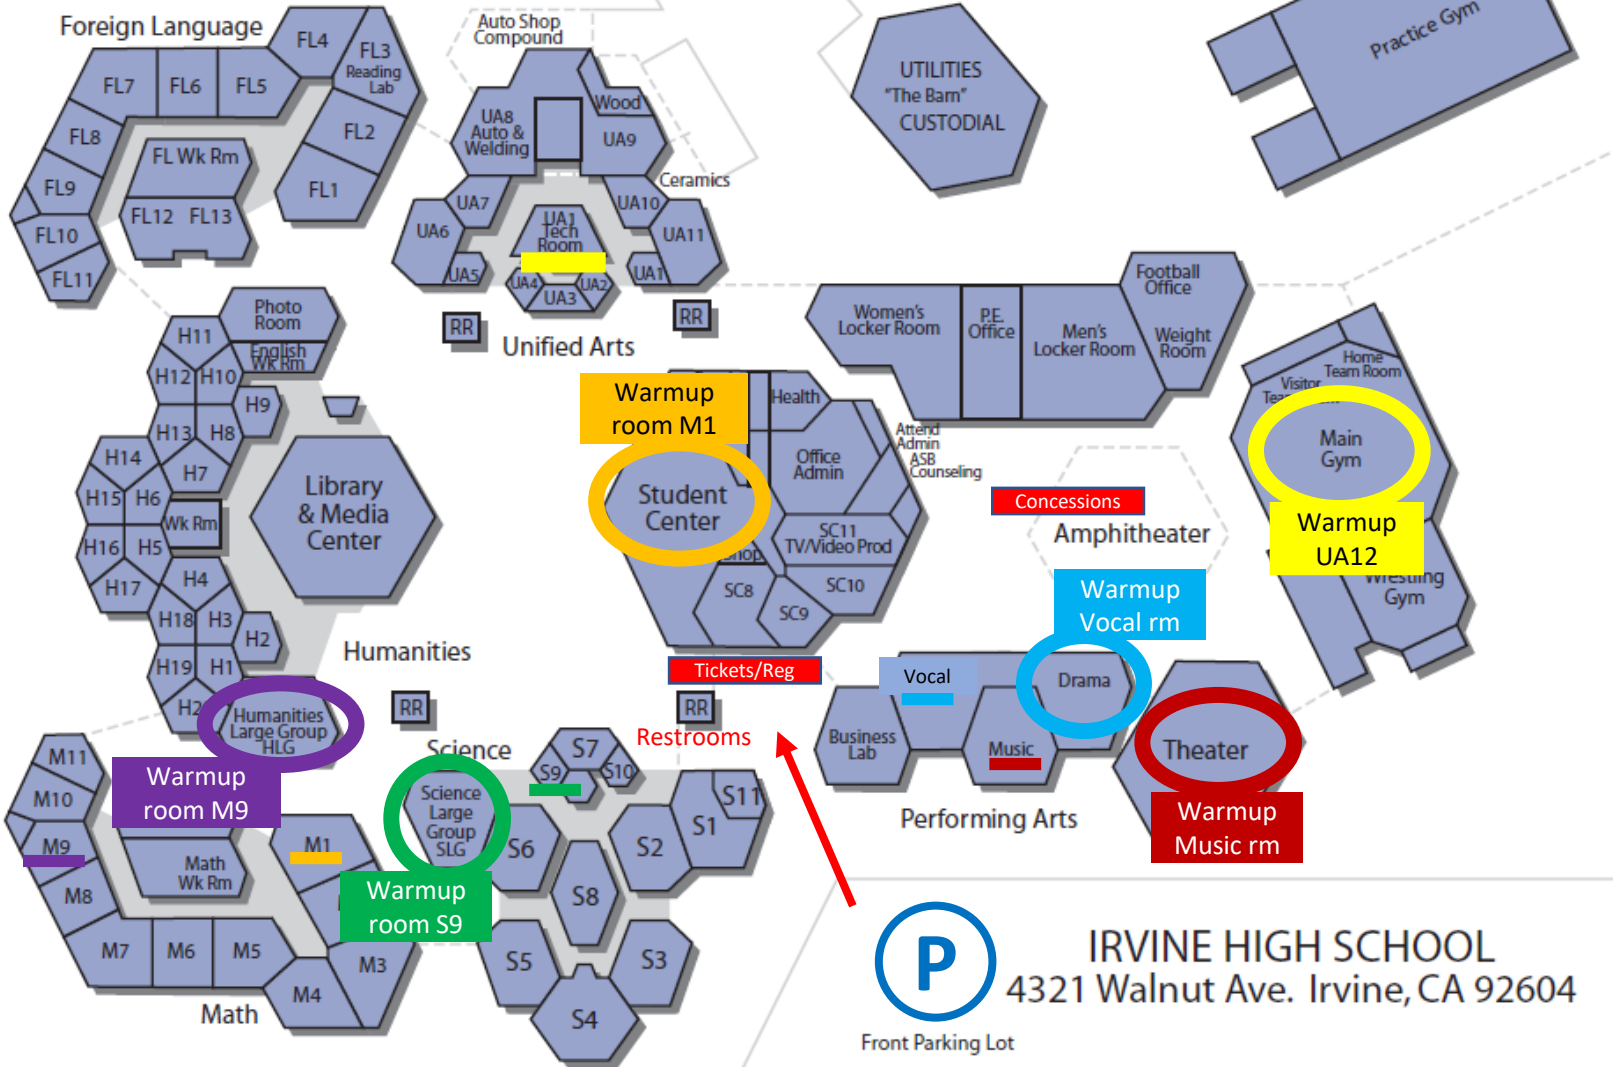 Foreign Language
FL4
FL3
Reading
Lab
FL7
FL6
FL5
FL2
FL8
FL Wk Rm
FL1
FL9
FL12
FL13
FL10
FL11
Auto Shop
Compound
Wood
UA8
Auto &
Welding
UA9
Ceramics
UA7
UA10
UA6
UA1
Tech
Room
UA11
UA5
UA4
UA2
UA1
UA3
RR
RR
Unified Arts
UTILITIES
"The Barn"
CUSTODIAL
Practice Gym
Football
Office
Women's
Locker Room
P.E.
Office
Men's
Locker Room
Weight
Room
Home
Team Room
Visitor
Main
Gym
Warmup
UA12
Wrestling
Gym
Photo
Room
H11
English
Wk Rm
H12
H10
H9
H13
H8
H14
H7
H15
H6
Wk Rm
H16
H5
H17
H4
H18
H3
H2
H19
H1
Library
& Media
Center
Humanities
Humanities
Large Group
HLG
Warmup
room M9
Warmup
room M1
Health
Office
Admin
Attend
Admin
ASB
Counseling
Student
Center
SC11
TV/Video Prod
SC8
SC10
SC9
Concessions
Amphitheater
Tickets/Reg
RR
RR
Restrooms
Warmup
Vocal rm
Vocal
Drama
Business
Lab
Music
Theater
Warmup
Music rm
Performing Arts
Science
S7
S9
S10
Science
Large
Group
SLG
S11
S1
S6
S2
S8
Warmup
room S9
S5
S3
S4
M11
M10
M9
M1
Math
Wk Rm
M8
M7
M6
M5
M3
M4
Math
P
Front Parking Lot
IRVINE HIGH SCHOOL
4321 Walnut Ave. Irvine, CA 92604